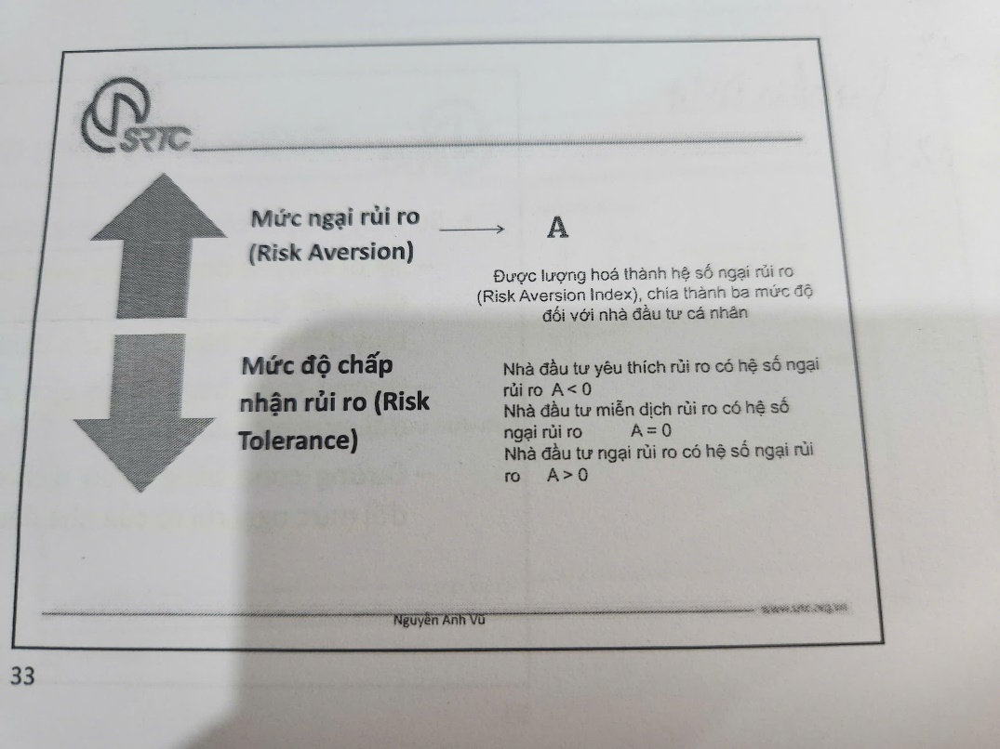 SRTC
Mức ngại rủi ro
(Risk Aversion)
A
Được lượng hoá thành hệ số ngại rủi ro
(Risk Aversion Index), chia thành ba mức độ
đối với nhà đầu tư cá nhân
Mức độ chấp
nhận rủi ro (Risk
Tolerance)
Nhà đầu tư yêu thích rủi ro có hệ số ngại
rủi ro A < 0
Nhà đầu tư miễn dịch rủi ro có hệ số
ngại rủi ro A = 0
Nhà đầu tư ngại rủi ro có hệ số ngại rủi
ro A > 0
Nguyễn Anh Vũ
www.srtc.org.vn
33